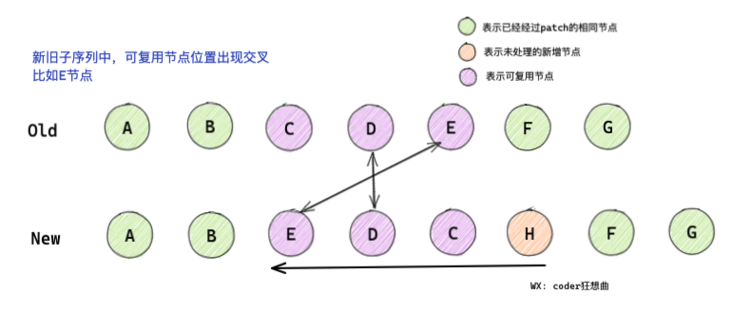 表示已经经过patch的相同节点
表示未处理的新增节点
表示可复用节点
新旧子序列中，可复用节点位置出现交叉
比如E节点
Old A B C D E F G
New A B E D C H F G
WX: coder狂想曲